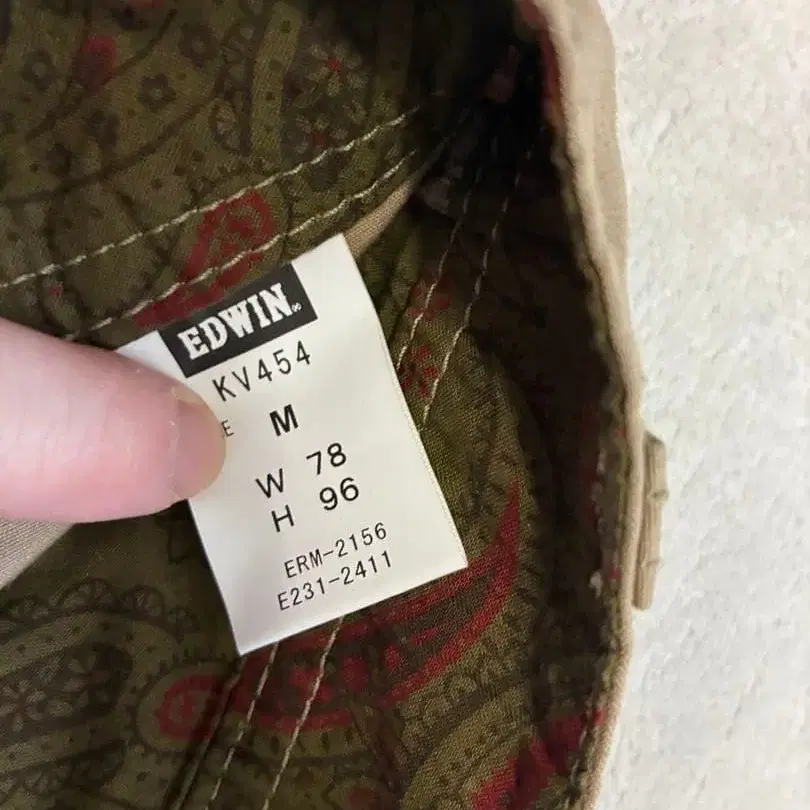 EDWIN®
KV454
E M
W 78
H 96
ERM-2156
E231-2411